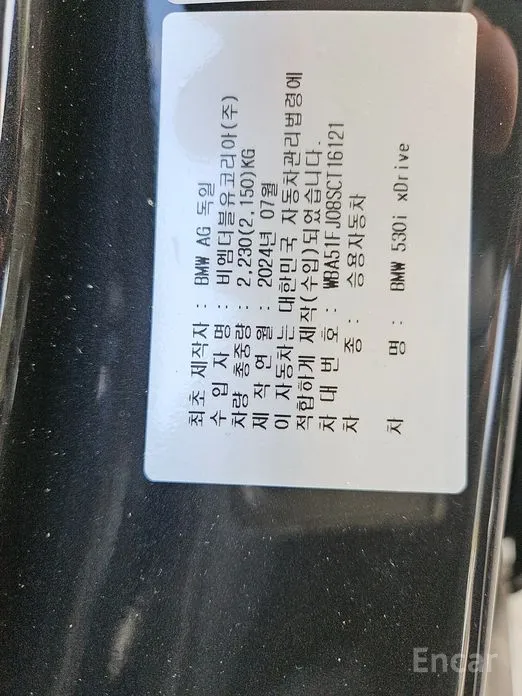 최초 제작자 : BMW AG 독일
수 입 자 명 : 비엠더블유코리아(주)
차량 총중량 : 2,230(2,150)KG
제 작 연 월 : 2024년 07월
이 자동차는 대한민국 자동차관리법령에
적합하게 제작(수입)되었습니다.
차 대 번 호 : WBA51FJ08SCT16121
차 종 : 승용자동차
차 명 : BMW 530i xDrive
Encar